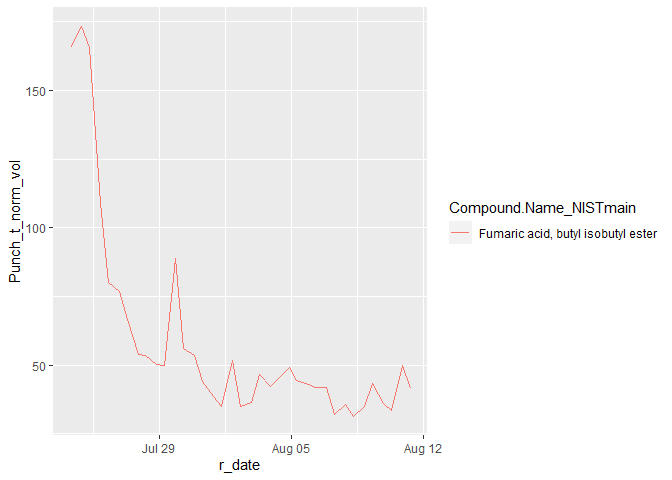 Punch_t_norm_vol
150
100
50
Jul 29
Aug 05
Aug 12
r_date
Compound.Name_NISTmain
Fumaric acid, butyl isobutyl ester